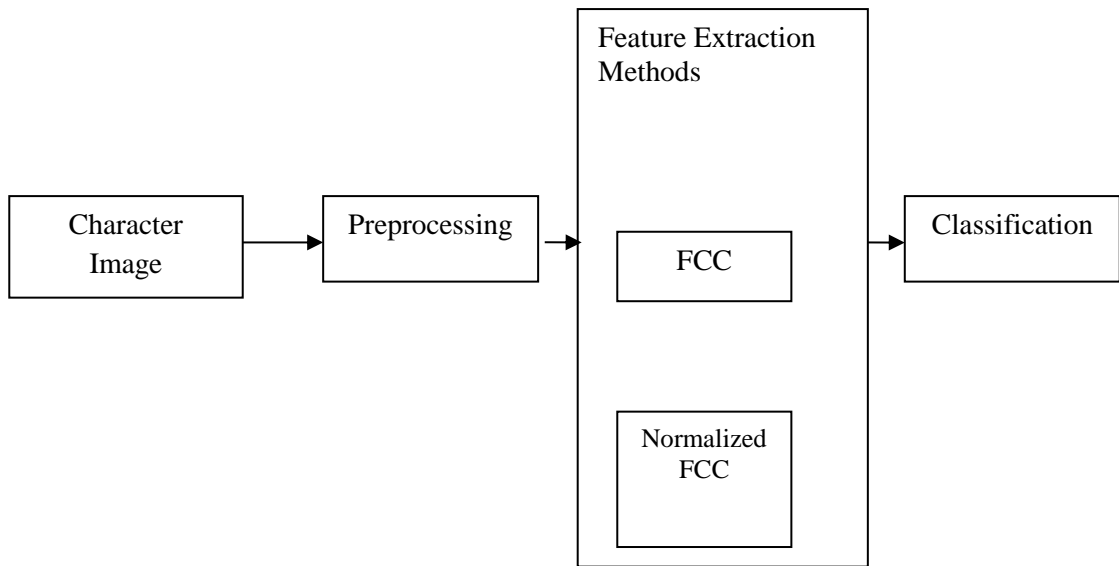 Feature Extraction
Methods
Character
Image
Preprocessing
FCC
Normalized
FCC
Classification